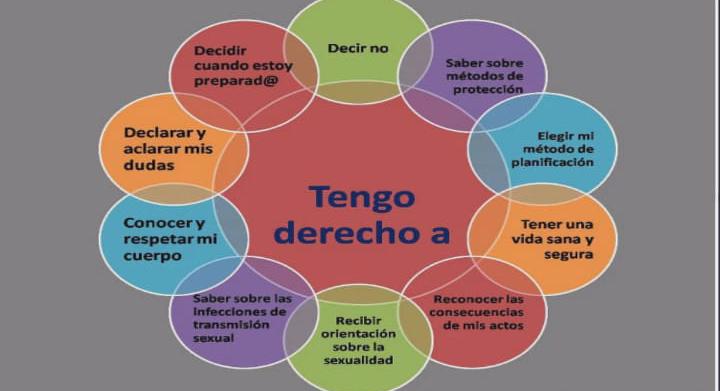 Tengo
derecho a
Decir no
Saber sobre
métodos de
protección
Elegir mi
método de
planificación
Tener una
vida sana y
segura
Reconocer las
consecuencias
de mis actos
Recibir
orientación
sobre la
sexualidad
Saber sobre las
infecciones de
transmisión
sexual
Conocer y
respetar mi
cuerpo
Declarar y
aclarar mis
dudas
Decidir
cuando estoy
preparad@